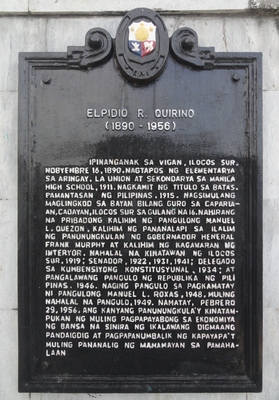 ELPIDIO R. QUIRINO
(1890 - 1956)
IPINANGANAK SA VIGAN, ILOCOS SUR,
NOBYEMBRE 16, 1890. NAGTAPOS NG ELEMENTARYA
SA ARINGAY, LA UNION AT SEKONDARYA SA MANILA
HIGH SCHOOL, 1911. NAGKAMIT NG TITULO SA BATAS,
PAMANTASAN NG PILIPINAS, 1915. NAGSIMULANG
MAGLINGKOD SA BAYAN BILANG GURO SA CAPARIA-
AN, CAOAYAN, ILOCOS SUR SA GULANG NA 16. NAHIRANG
NA PRIBADONG KALIHIM NG PANGULONG MANUEL
L. QUEZON, KALIHIM NG PANANALAPI SA ILALIM
NG PANUNUNGKULAN NG GOBERNADOR HENERAL
FRANK MURPHY AT KALIHIM NG KAGAWARAN NG
INTERYOR. NAHALAL NA KINATAWAN NG ILOCOS
SUR, 1919; SENADOR, 1922, 1931, 1941; DELEGADO
SA KUMBENSIYONG KONSTITUSYUNAL, 1934; AT
PANGALAWANG PANGULO NG REPUBLIKA NG PILI
PINAS, 1946. NAGING PANGULO SA PAGKAMATAY
NI PANGULONG MANUEL L. ROXAS, 1948. MULING
NAHALAL NA PANGULO, 1949. NAMATAY, PEBRERO
29, 1956. ANG KANYANG PANUNUNGKULA'Y KINATAM-
PUKAN NG MULING PAGPAPAYABONG SA EKONOMIYA
NG BANSA NA SINIRA NG IKALAWANG DIGMAANG
PANDAIGDIG AT PAGPAPANUMBALIK NG KAPAYAPA'T
MULING PANANALIG NG MAMAMAYAN SA PAMAHA-
LAAN